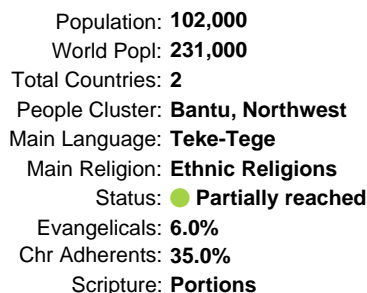 Population: 102,000
World Popl: 231,000
Total Countries: 2
People Cluster: Bantu, Northwest
Main Language: Teke-Tege
Main Religion: Ethnic Religions
Status: Partially reached
Evangelicals: 6.0%
Chr Adherents: 35.0%
Scripture: Portions